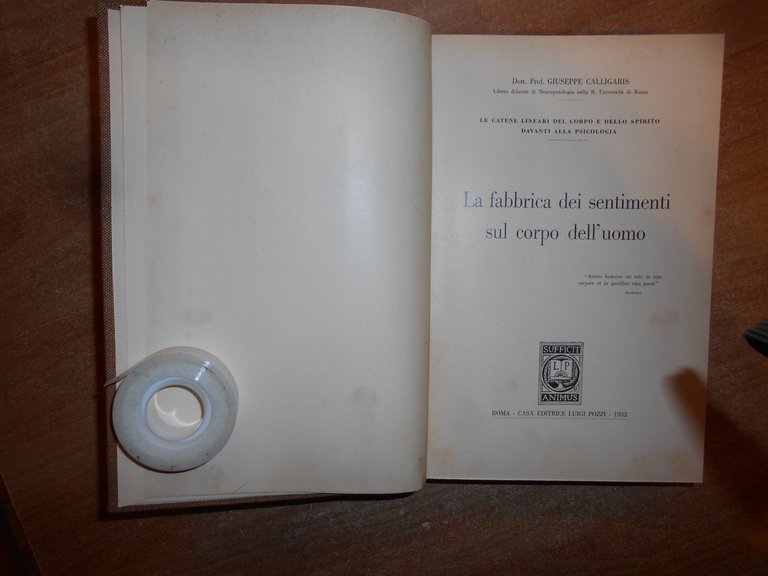 Dott. Prof. GIUSEPPE CALLIGARIS
Libero docente di Neuropatologia nella R. Università di Roma
LE CATENE LINEARI DEL CORPO E DELLO SPIRITO
DAVANTI ALLA PSICOLOGIA
La fabbrica dei sentimenti
sul corpo dell'uomo
"Anima humana est tota in toto
corpore et in qualibet eius parte"
SUFFICIT
L P
ANIMUS
ROMA - CASA EDITRICE LUIGI POZZI - 1932